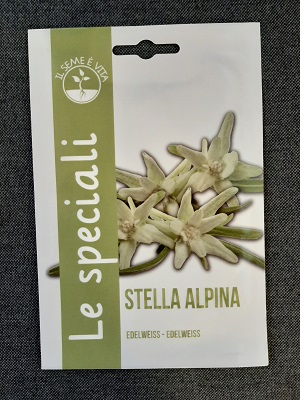 IL SEME È VITA
Le speciali
STELLA ALPINA
EDELWEISS - EDELWEISS